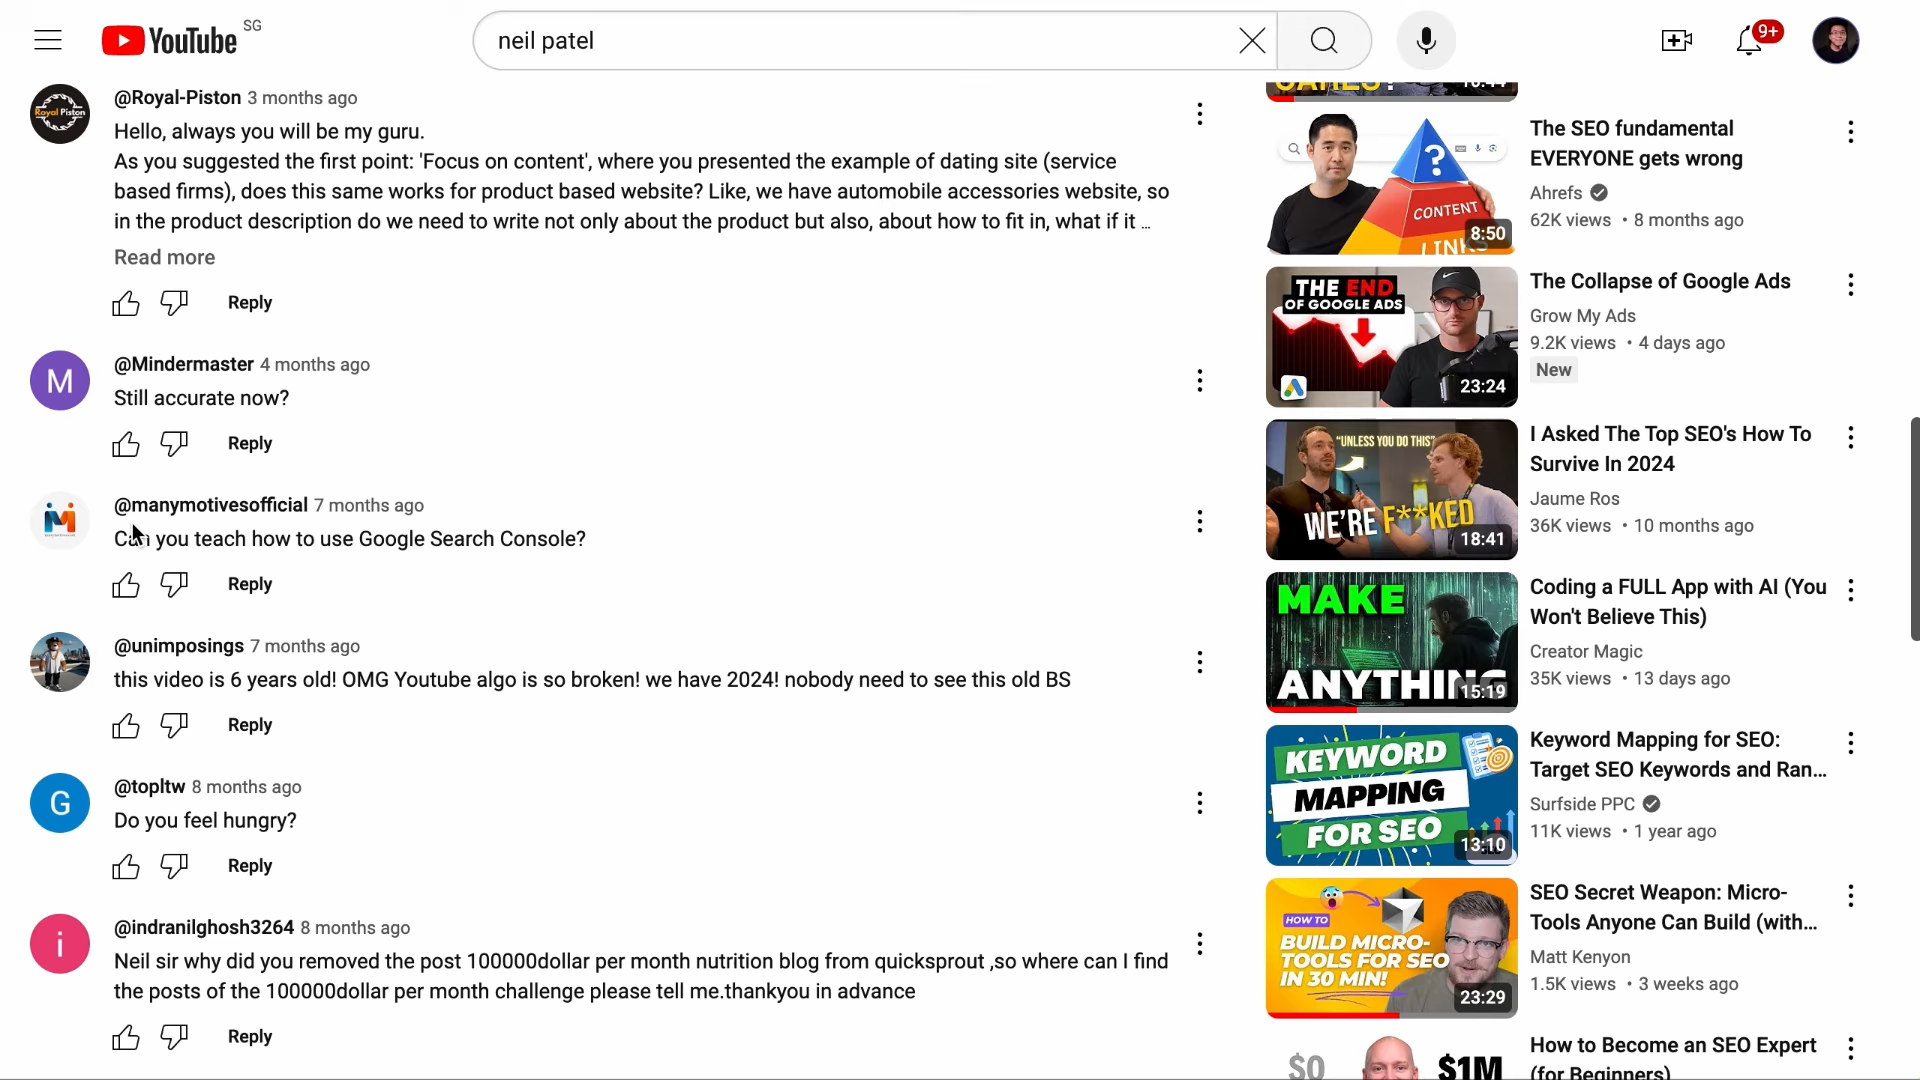 YouTube SG
neil patel
9+
@Royal-Piston 3 months ago
Royal Piston
Hello, always you will be my guru.
As you suggested the first point: 'Focus on content', where you presented the example of dating site (service
based firms), does this same works for product based website? Like, we have automobile accessories website, so
in the product description do we need to write not only about the product but also, about how to fit in, what if it ...
Read more
Reply
M
@Mindermaster 4 months ago
Still accurate now?
Reply
@manymotivesofficial 7 months ago
Can you teach how to use Google Search Console?
Reply
@unimposings 7 months ago
this video is 6 years old! OMG Youtube algo is so broken! we have 2024! nobody need to see this old BS
Reply
G
@topltw 8 months ago
Do you feel hungry?
Reply
i
@indranilghosh3264 8 months ago
Neil sir why did you removed the post 100000dollar per month nutrition blog from quicksprout ,so where can I find
the posts of the 100000dollar per month challenge please tell me.thankyou in advance
Reply
?
CONTENT
LINKS
8:50
The SEO fundamental
EVERYONE gets wrong
Ahrefs
62K views • 8 months ago
THE END
OF GOOGLE ADS
23:24
The Collapse of Google Ads
Grow My Ads
9.2K views • 4 days ago
New
"UNLESS YOU DO THIS"
WE'RE F**KED
18:41
I Asked The Top SEO's How To
Survive In 2024
Jaume Ros
36K views • 10 months ago
MAKE
ANYTHING
15:19
Coding a FULL App with AI (You
Won't Believe This)
Creator Magic
35K views • 13 days ago
KEYWORD
MAPPING
FOR SEO
13:10
Keyword Mapping for SEO:
Target SEO Keywords and Ran...
Surfside PPC
11K views • 1 year ago
HOW TO
BUILD MICRO-
TOOLS FOR SEO
IN 30 MIN!
23:29
SEO Secret Weapon: Micro-
Tools Anyone Can Build (with...
Matt Kenyon
1.5K views • 3 weeks ago
$0
$1M
How to Become an SEO Expert
(for Beginners)